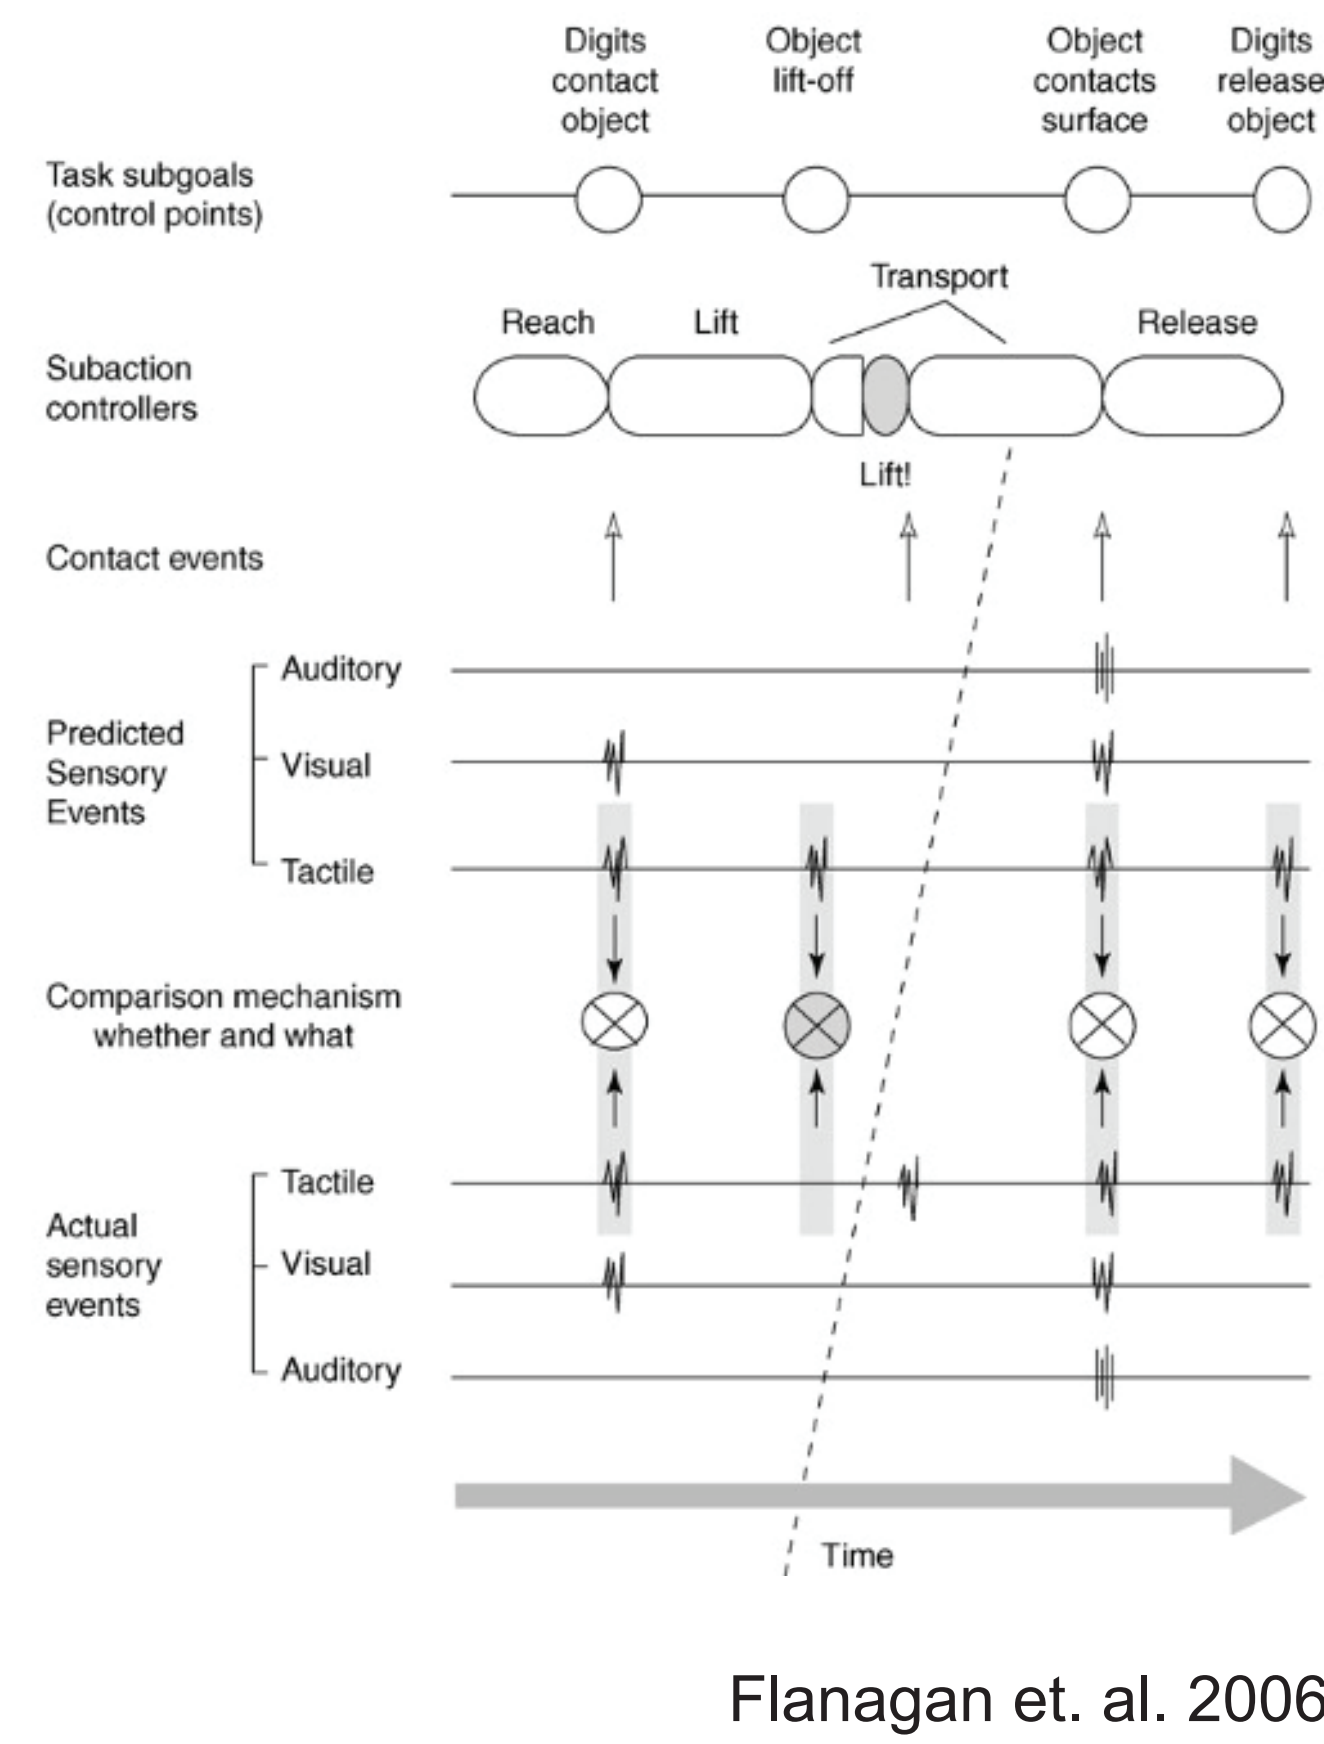 Digits
contact
object
Object
lift-off
Object
contacts
surface
Digits
release
object
Task subgoals
(control points)
Transport
Reach
Lift
Release
Subaction
controllers
Lift!
Contact events
Auditory
Predicted
Sensory
Events
Visual
Tactile
Comparison mechanism
whether and what
Tactile
Actual
sensory
events
Visual
Auditory
Time
Flanagan et. al. 2006